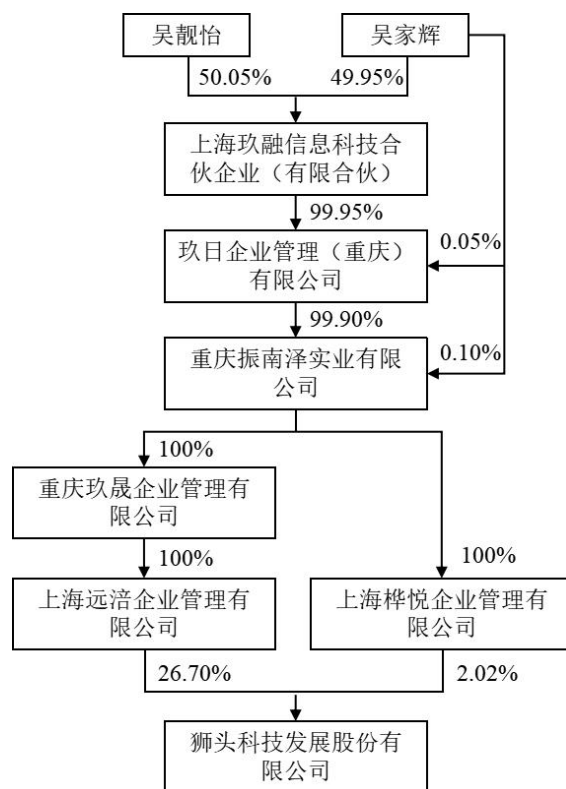 吴靓怡
吴家辉
50.05%
49.95%
上海玖融信息科技合
伙企业（有限合伙）
99.95%
0.05%
玖日企业管理（重庆）
有限公司
99.90%
0.10%
重庆振南泽实业有限
公司
100%
重庆玖晟企业管理有
限公司
100%
100%
上海远涪企业管理有
限公司
上海桦悦企业管理有
限公司
26.70%
2.02%
狮头科技发展股份有
限公司